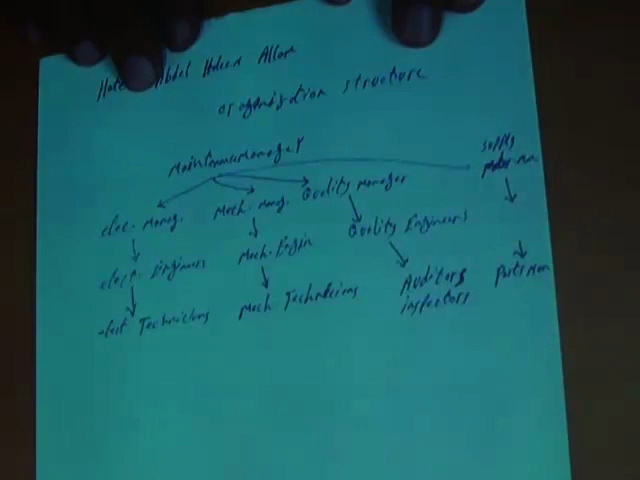 Abdel Haleem Allam
organization structure
Maintenance manager
Supply
elec. manag.
Mech. manag.
Quality manager
elect. Engineers
Mech. Engin
Quality Engineers
elect Technicians
Mech Technicians
Auditors
inspectors
Parts man